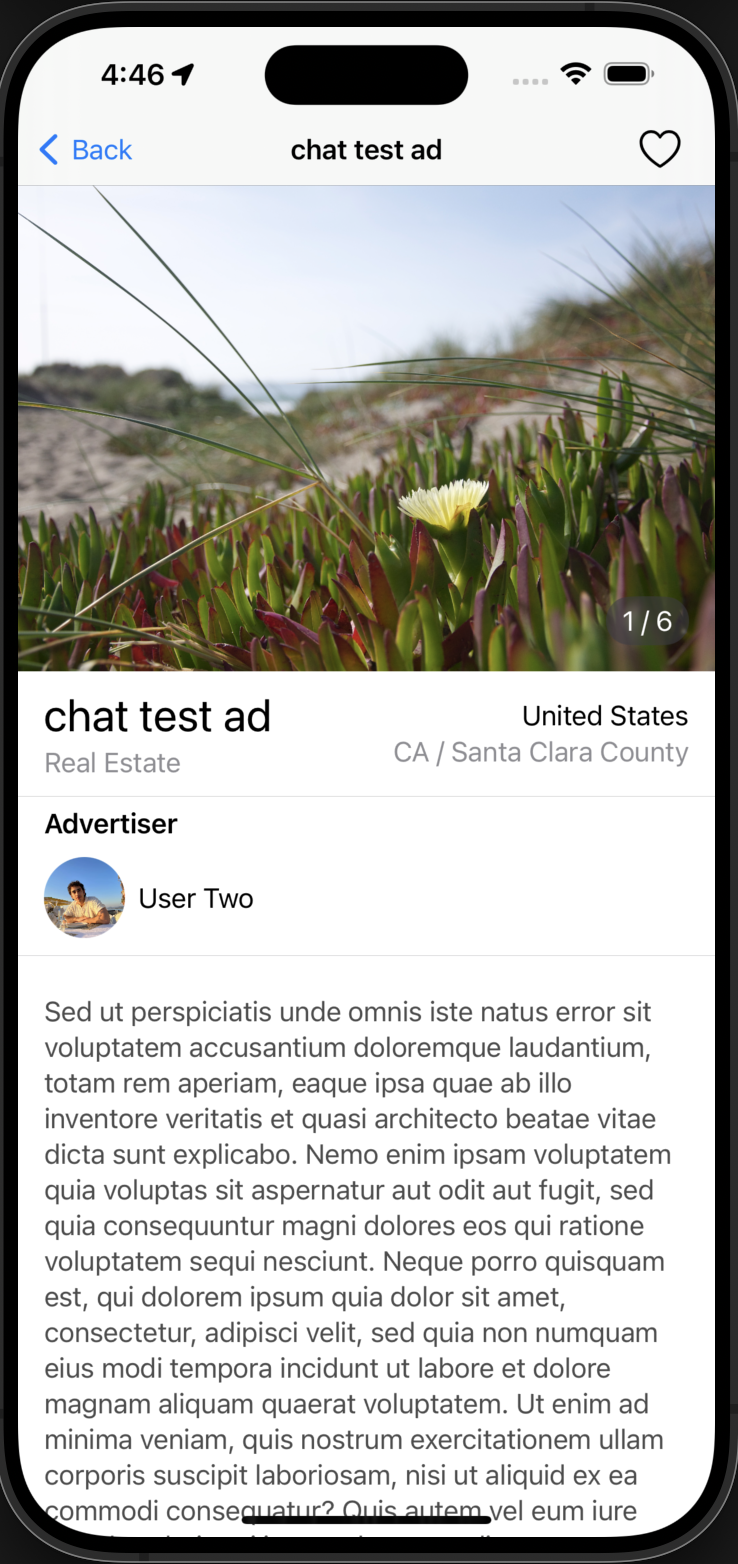 4:46
Back
chat test ad
1 / 6
chat test ad
United States
Real Estate
CA / Santa Clara County
Advertiser
User Two
Sed ut perspiciatis unde omnis iste natus error sit
voluptatem accusantium doloremque laudantium,
totam rem aperiam, eaque ipsa quae ab illo
inventore veritatis et quasi architecto beatae vitae
dicta sunt explicabo. Nemo enim ipsam voluptatem
quia voluptas sit aspernatur aut odit aut fugit, sed
quia consequuntur magni dolores eos qui ratione
voluptatem sequi nesciunt. Neque porro quisquam
est, qui dolorem ipsum quia dolor sit amet,
consectetur, adipisci velit, sed quia non numquam
eius modi tempora incidunt ut labore et dolore
magnam aliquam quaerat voluptatem. Ut enim ad
minima veniam, quis nostrum exercitationem ullam
corporis suscipit laboriosam, nisi ut aliquid ex ea
commodi consequatur? Quis autem vel eum iure